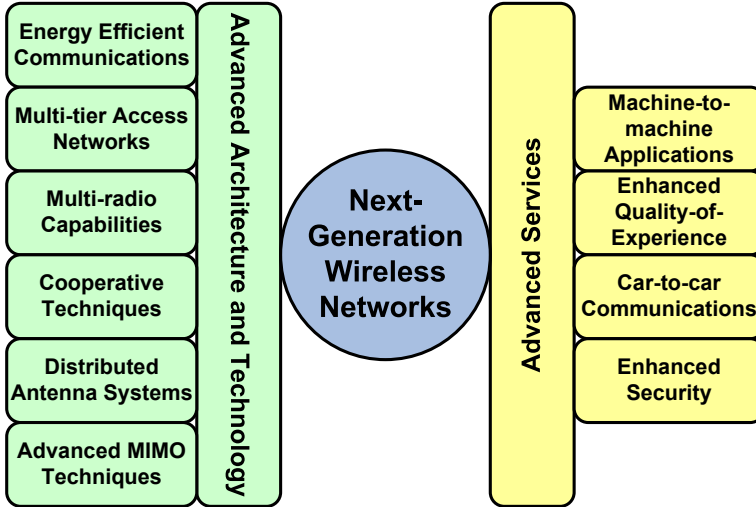 Energy Efficient
Communications
Multi-tier Access
Networks
Multi-radio
Capabilities
Cooperative
Techniques
Distributed
Antenna Systems
Advanced MIMO
Techniques
Advanced Architecture and Technology
Next-
Generation
Wireless
Networks
Advanced Services
Machine-to-
machine
Applications
Enhanced
Quality-of-
Experience
Car-to-car
Communications
Enhanced
Security